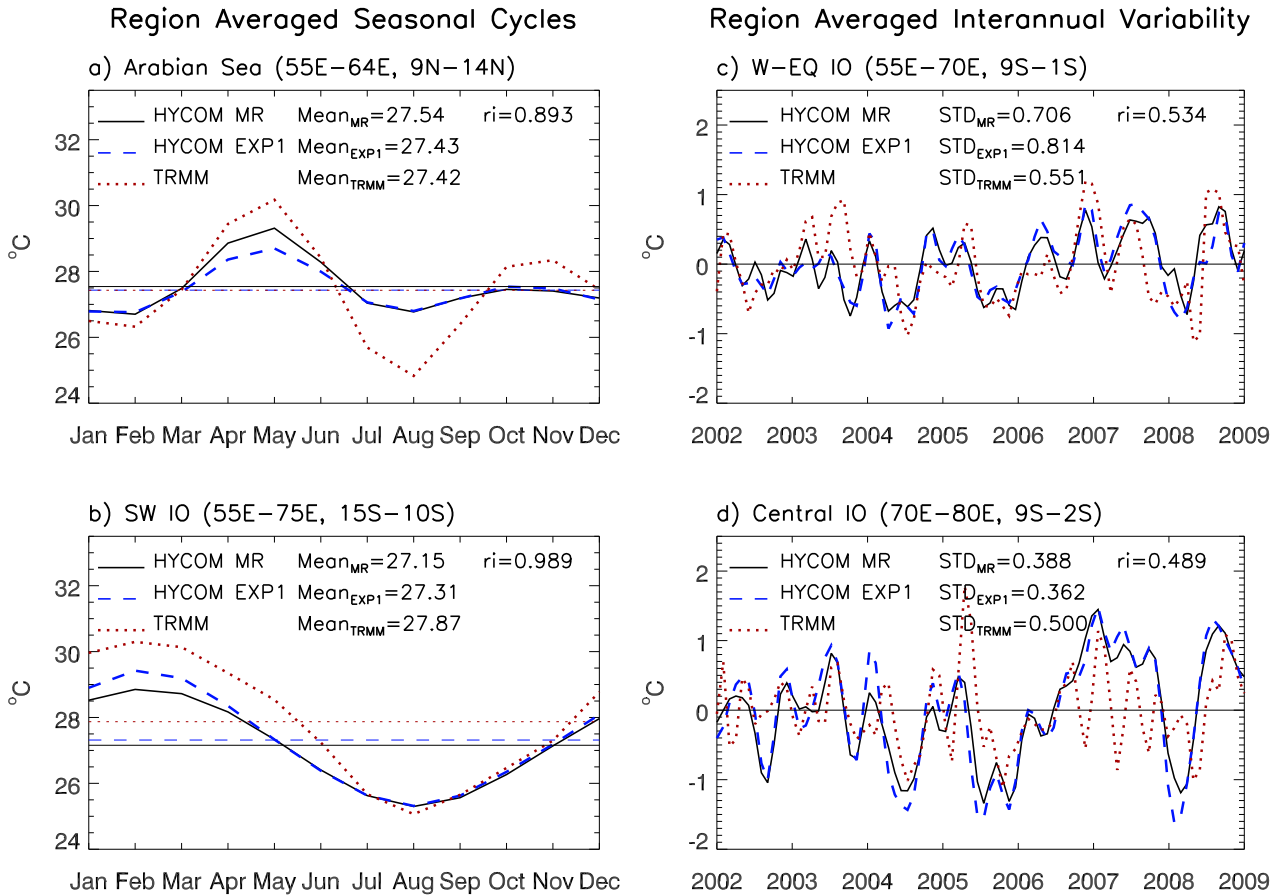 Region Averaged Seasonal Cycles
Region Averaged Interannual Variability
a) Arabian Sea (55E−64E, 9N−14N)
HYCOM MR Mean_MR=27.54 ri=0.893
HYCOM EXP1 Mean_EXP1=27.43
TRMM Mean_TRMM=27.42
°C
32
30
28
26
24
Jan Feb Mar Apr May Jun Jul Aug Sep Oct Nov Dec
c) W−EQ IO (55E−70E, 9S−1S)
HYCOM MR STD_MR=0.706 ri=0.534
HYCOM EXP1 STD_EXP1=0.814
TRMM STD_TRMM=0.551
°C
2
1
0
-1
-2
2002 2003 2004 2005 2006 2007 2008 2009
b) SW IO (55E−75E, 15S−10S)
HYCOM MR Mean_MR=27.15 ri=0.989
HYCOM EXP1 Mean_EXP1=27.31
TRMM Mean_TRMM=27.87
°C
32
30
28
26
24
Jan Feb Mar Apr May Jun Jul Aug Sep Oct Nov Dec
d) Central IO (70E−80E, 9S−2S)
HYCOM MR STD_MR=0.388 ri=0.489
HYCOM EXP1 STD_EXP1=0.362
TRMM STD_TRMM=0.500
°C
2
1
0
-1
-2
2002 2003 2004 2005 2006 2007 2008 2009